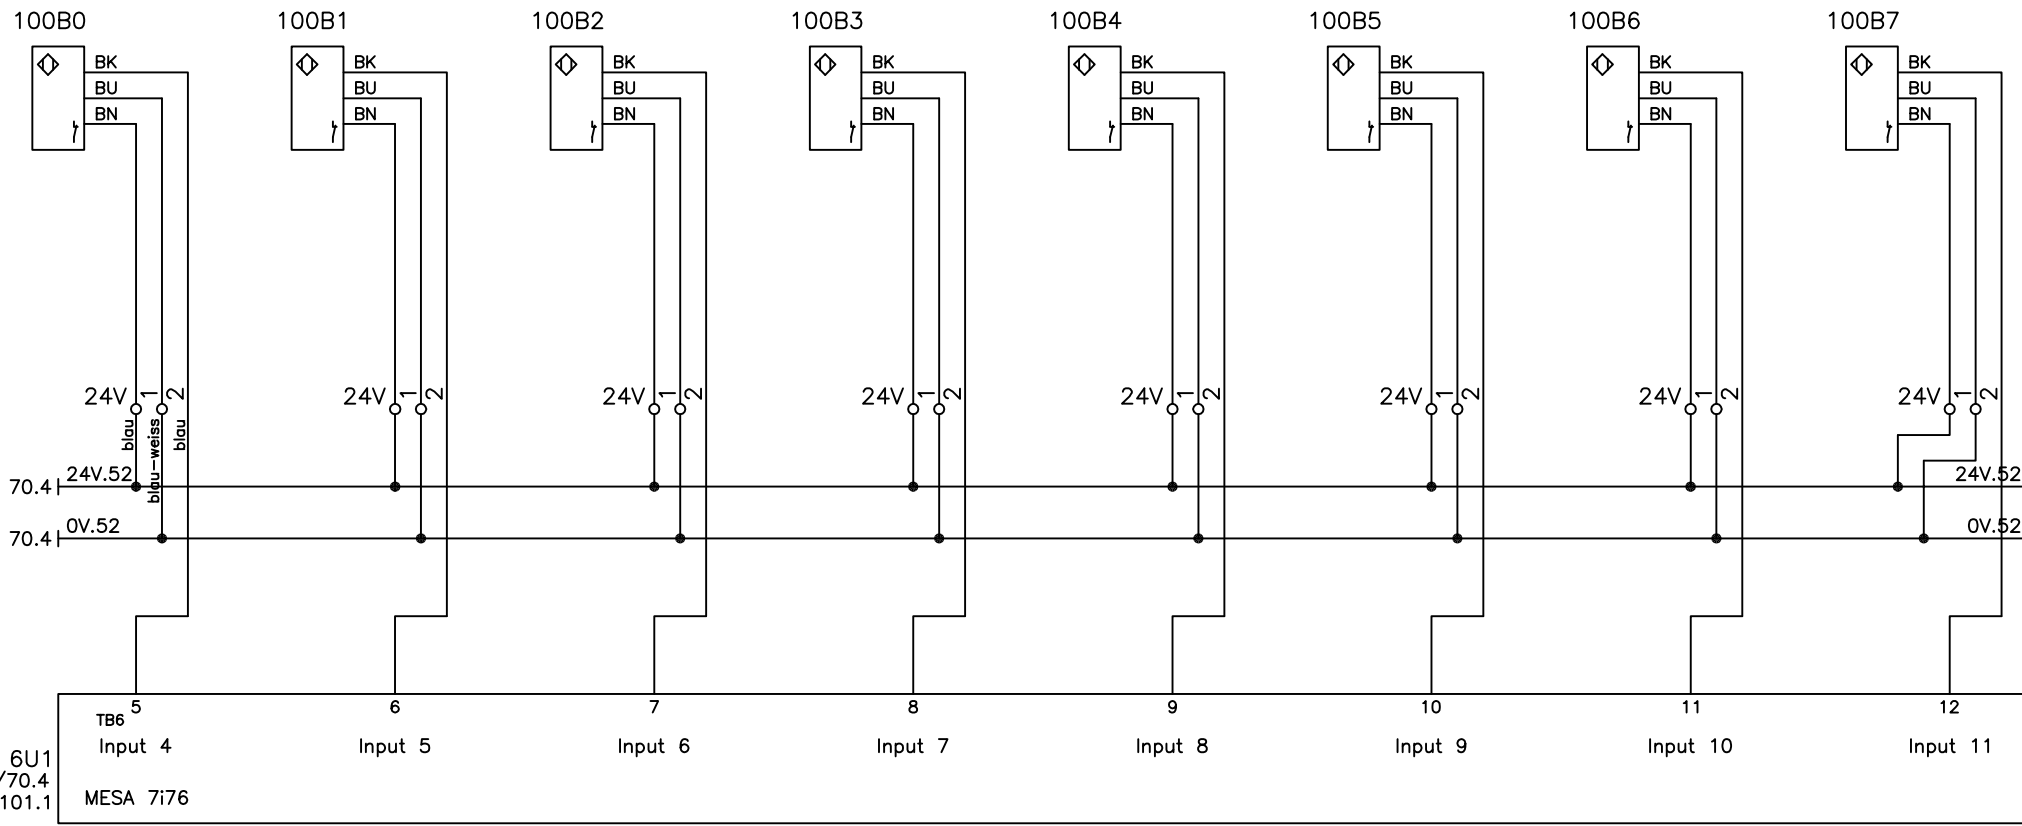 100B0 100B1 100B2 100B3 100B4 100B5 100B6 100B7
BK BK BK BK BK BK BK BK
BU BU BU BU BU BU BU BU
BN BN BN BN BN BN BN BN
24V 1 2 24V 1 2 24V 1 2 24V 1 2 24V 1 2 24V 1 2 24V 1 2 24V 1 2
blau blau-weiss blau
70.4 24V.52 24V.52
70.4 0V.52 0V.52
5 6 7 8 9 10 11 12
TB6
Input 4 Input 5 Input 6 Input 7 Input 8 Input 9 Input 10 Input 11
6U1
/70.4
101.1 MESA 7i76